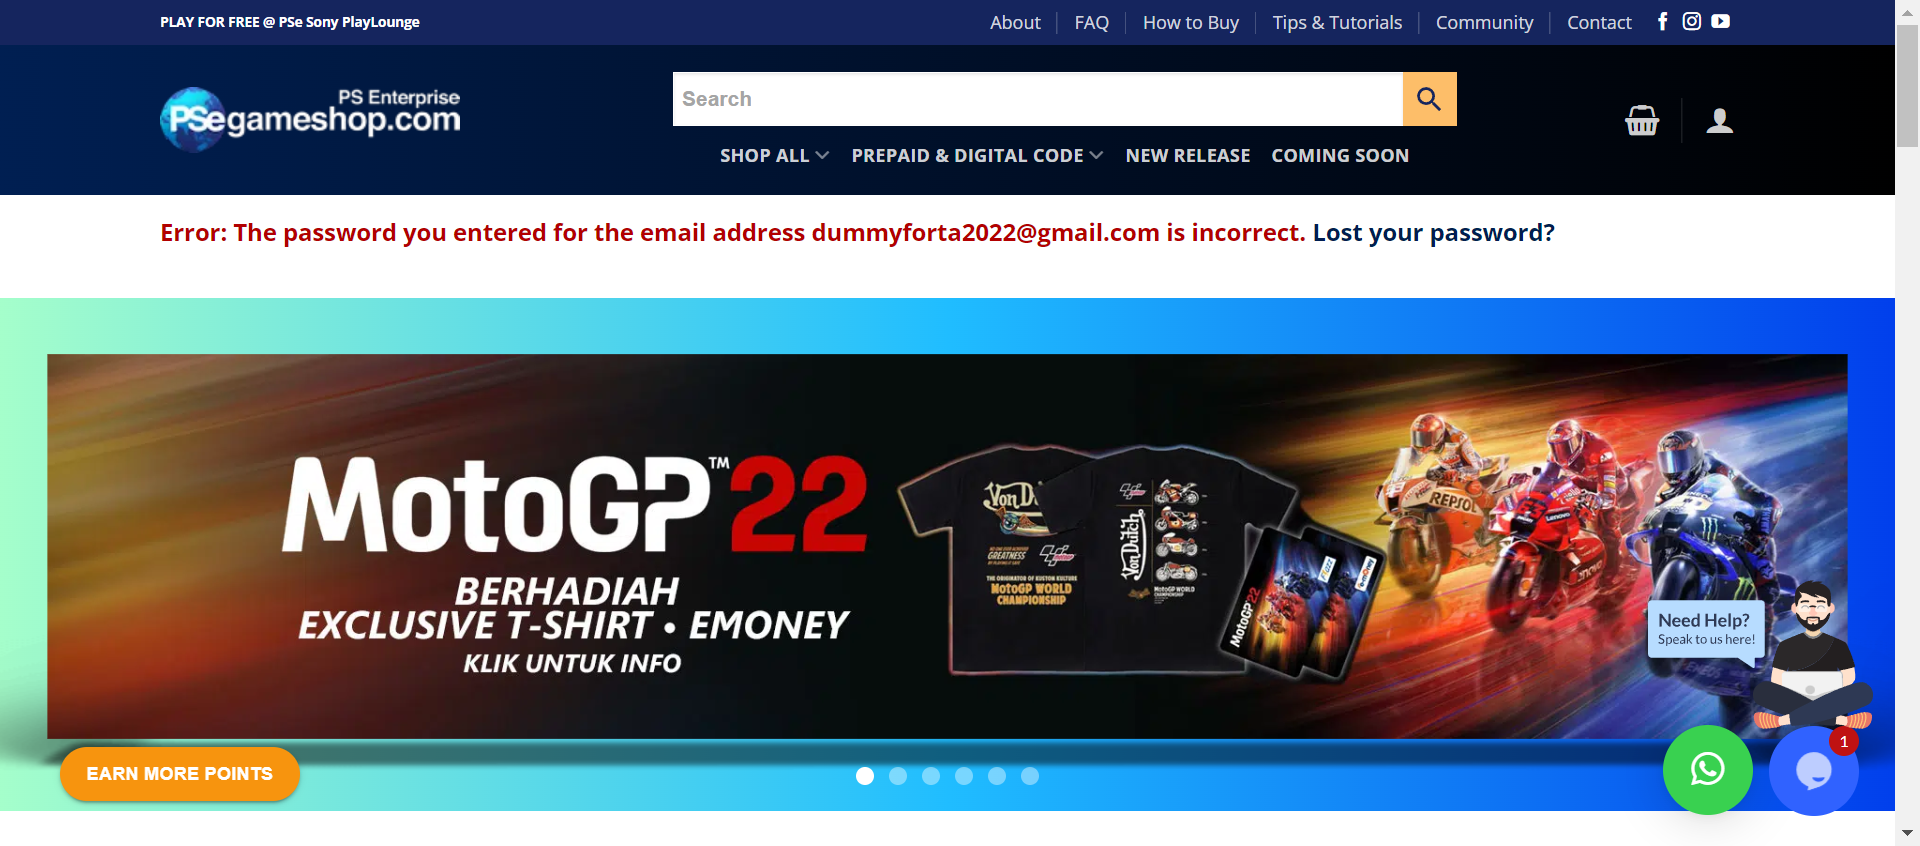 PLAY FOR FREE @ PSe Sony PlayLounge
About
FAQ
How to Buy
Tips & Tutorials
Community
Contact
PS Enterprise
PSegameshop.com
Search
SHOP ALL
PREPAID & DIGITAL CODE
NEW RELEASE
COMING SOON
Error: The password you entered for the email address dummyforta2022@gmail.com is incorrect. Lost your password?
MotoGP™22
BERHADIAH
EXCLUSIVE T-SHIRT • EMONEY
KLIK UNTUK INFO
Von Du
GREATNESS
THE ORIGINATOR OF KUSTOM KULTURE
MotoGP WORLD
CHAMPIONSHIP
Von Dutch
MotoGP WORLD
CHAMPIONSHIP
MotoGP 22
REPSOL
Lenovo
Need Help?
Speak to us here!
EARN MORE POINTS
1